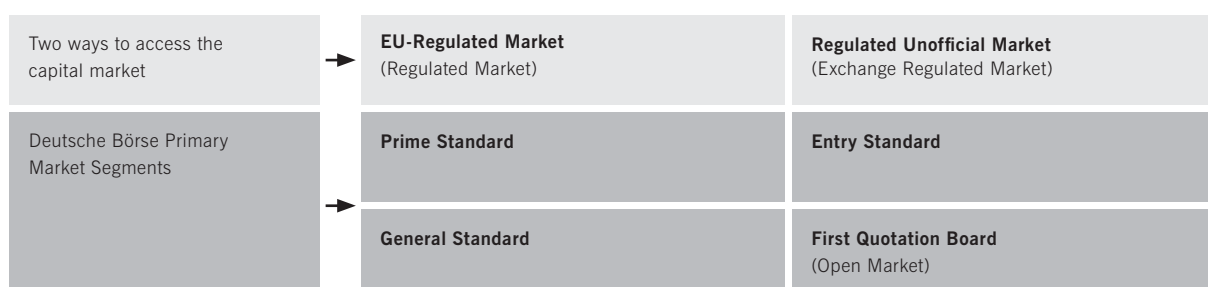 Two ways to access the
capital market
EU-Regulated Market
(Regulated Market)
Regulated Unofficial Market
(Exchange Regulated Market)
Deutsche Börse Primary
Market Segments
Prime Standard
Entry Standard
General Standard
First Quotation Board
(Open Market)